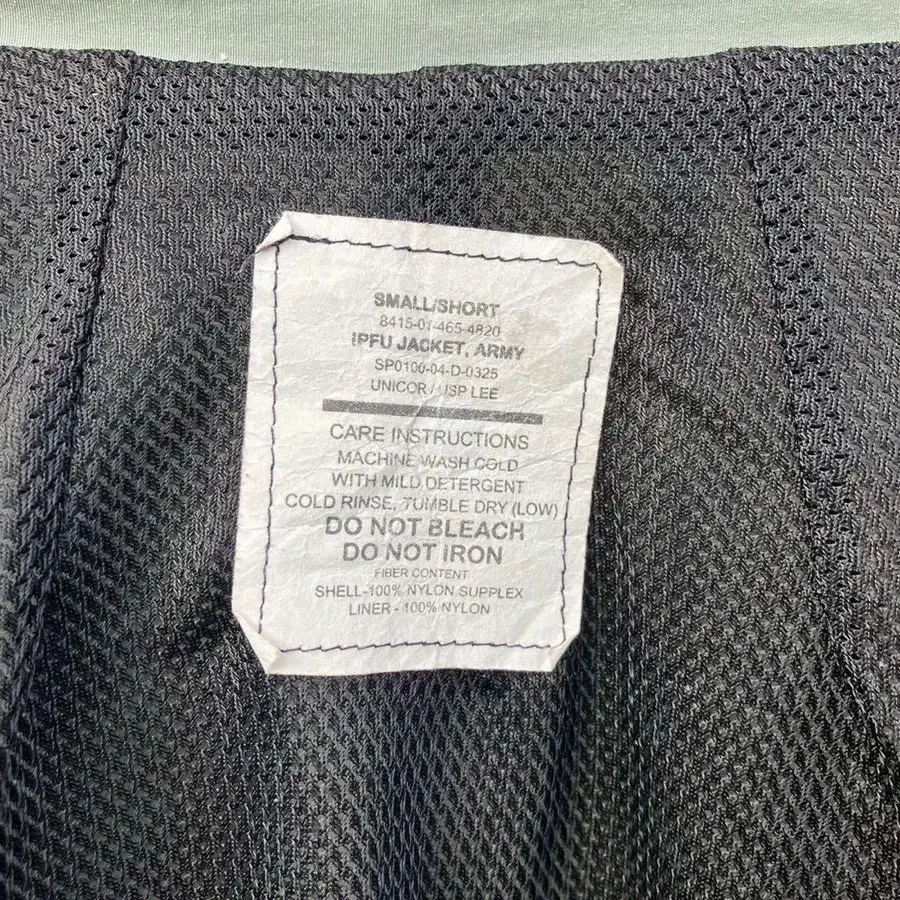 SMALL/SHORT
8415-01-465-4820
IPFU JACKET, ARMY
SP0100-04-D-0325
UNICOR / USP LEE
CARE INSTRUCTIONS
MACHINE WASH COLD
WITH MILD DETERGENT
COLD RINSE, TUMBLE DRY (LOW)
DO NOT BLEACH
DO NOT IRON
FIBER CONTENT
SHELL-100% NYLON SUPPLEX
LINER - 100% NYLON